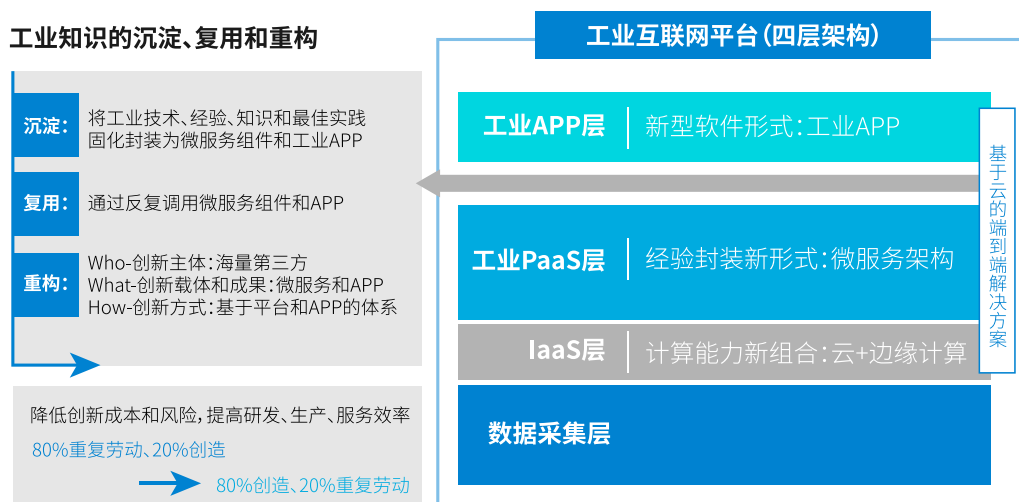 工业知识的沉淀、复用和重构
沉淀：
将工业技术、经验、知识和最佳实践
固化封装为微服务组件和工业APP
复用：
通过反复调用微服务组件和APP
重构：
Who-创新主体：海量第三方
What-创新载体和成果：微服务和APP
How-创新方式：基于平台和APP的体系
降低创新成本和风险，提高研发、生产、服务效率
80%重复劳动、20%创造
80%创造、20%重复劳动
工业互联网平台（四层架构）
工业APP层
新型软件形式：工业APP
工业PaaS层
经验封装新形式：微服务架构
IaaS层
计算能力新组合：云+边缘计算
数据采集层
基于云的端到端解决方案